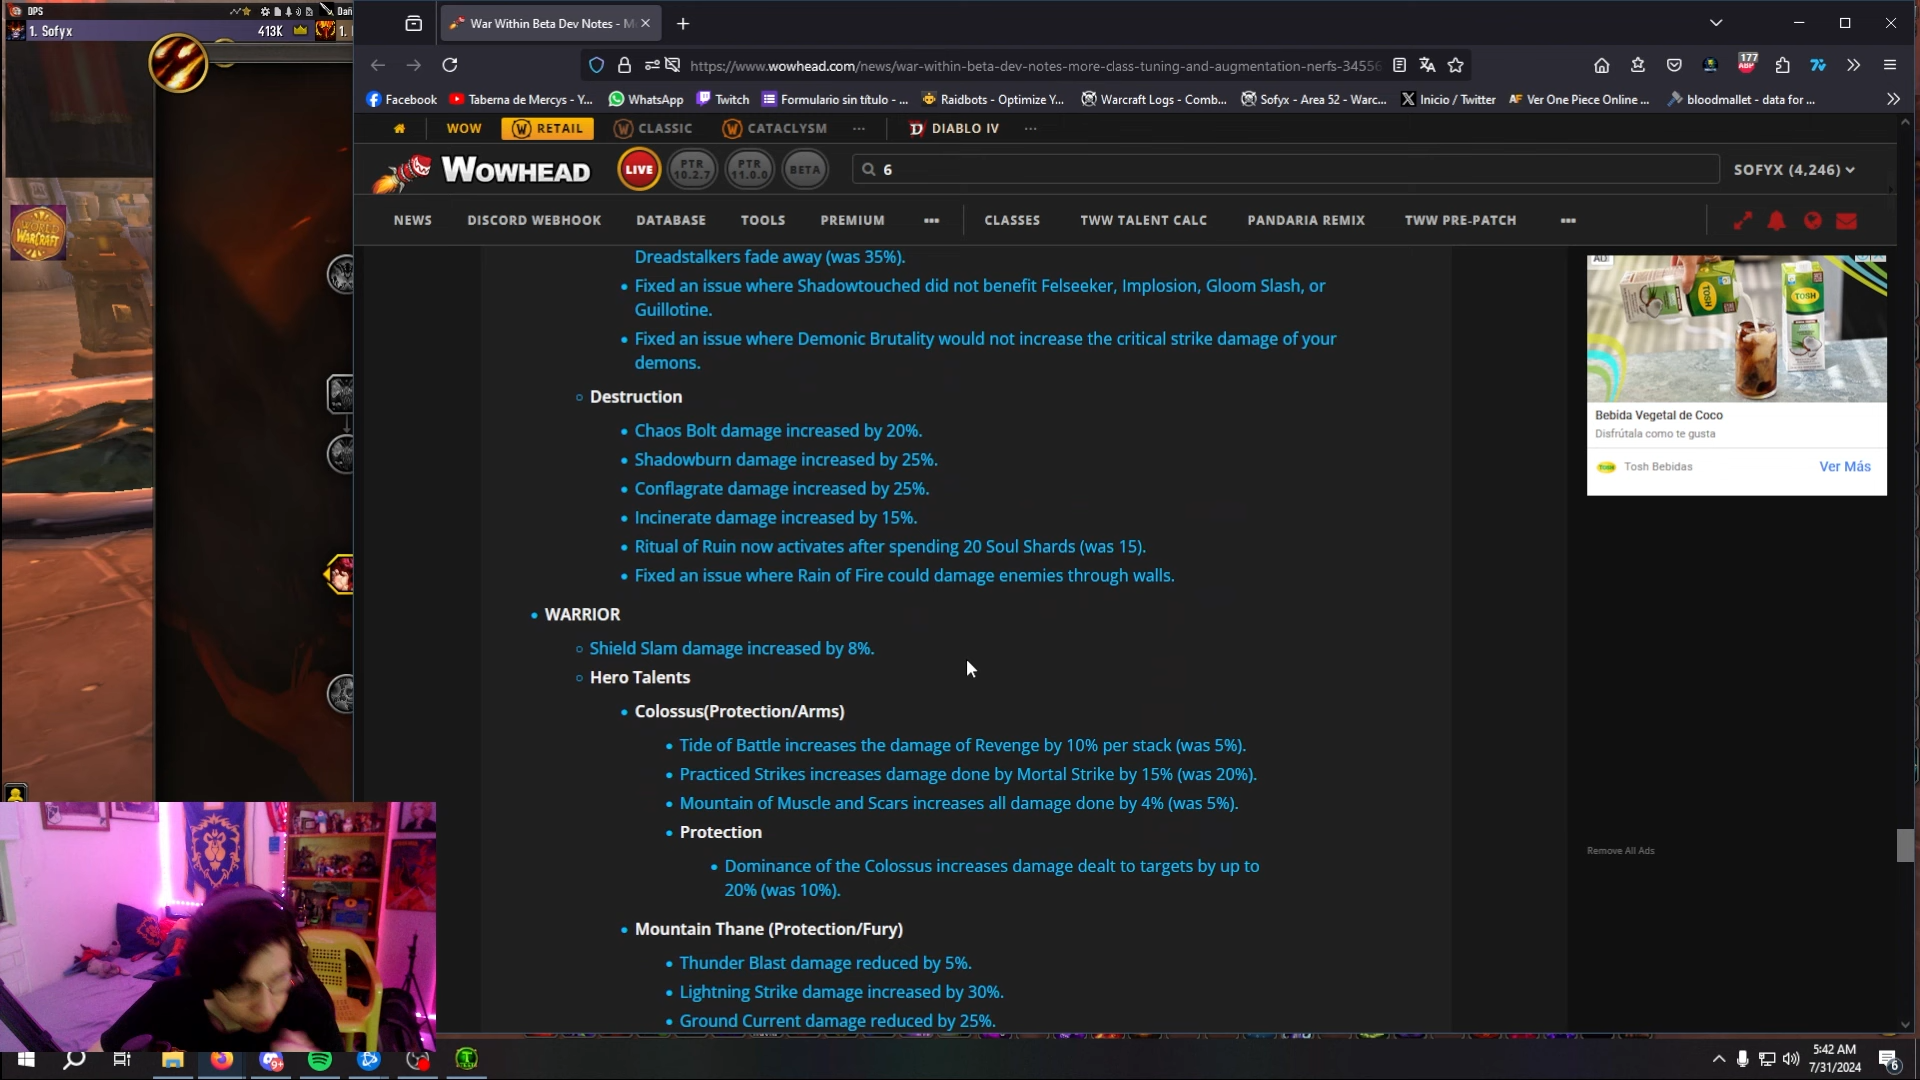 DPS
1. Sofyx 413K
War Within Beta Dev Notes - M
https://www.wowhead.com/news/war-within-beta-dev-notes-more-class-tuning-and-augmentation-nerfs-34556
177
ABP
Facebook Taberna de Mercys - Y... WhatsApp Twitch Formulario sin título - ... Raidbots - Optimize Y... Warcraft Logs - Comb... Sofyx - Area 52 - Warc... Inicio / Twitter Ver One Piece Online ... bloodmallet - data for ...
WOW RETAIL CLASSIC CATACLYSM ... DIABLO IV ...
WOWHEAD LIVE PTR 10.2.7 PTR 11.0.0 BETA 6 SOFYX (4,246)
NEWS DISCORD WEBHOOK DATABASE TOOLS PREMIUM ... CLASSES TWW TALENT CALC PANDARIA REMIX TWW PRE-PATCH ...
WORLD WARCRAFT
Dreadstalkers fade away (was 35%).
Fixed an issue where Shadowtouched did not benefit Felseeker, Implosion, Gloom Slash, or
Guillotine.
Fixed an issue where Demonic Brutality would not increase the critical strike damage of your
demons.
Destruction
Chaos Bolt damage increased by 20%.
Shadowburn damage increased by 25%.
Conflagrate damage increased by 25%.
Incinerate damage increased by 15%.
Ritual of Ruin now activates after spending 20 Soul Shards (was 15).
Fixed an issue where Rain of Fire could damage enemies through walls.
WARRIOR
Shield Slam damage increased by 8%.
Hero Talents
Colossus(Protection/Arms)
Tide of Battle increases the damage of Revenge by 10% per stack (was 5%).
Practiced Strikes increases damage done by Mortal Strike by 15% (was 20%).
Mountain of Muscle and Scars increases all damage done by 4% (was 5%).
Protection
Dominance of the Colossus increases damage dealt to targets by up to
20% (was 10%).
Mountain Thane (Protection/Fury)
Thunder Blast damage reduced by 5%.
Lightning Strike damage increased by 30%.
Ground Current damage reduced by 25%.
TOSH
Bebida Vegetal de Coco
Disfrútala como te gusta
Tosh Bebidas Ver Más
Remove All Ads
5:42 AM
7/31/2024
6